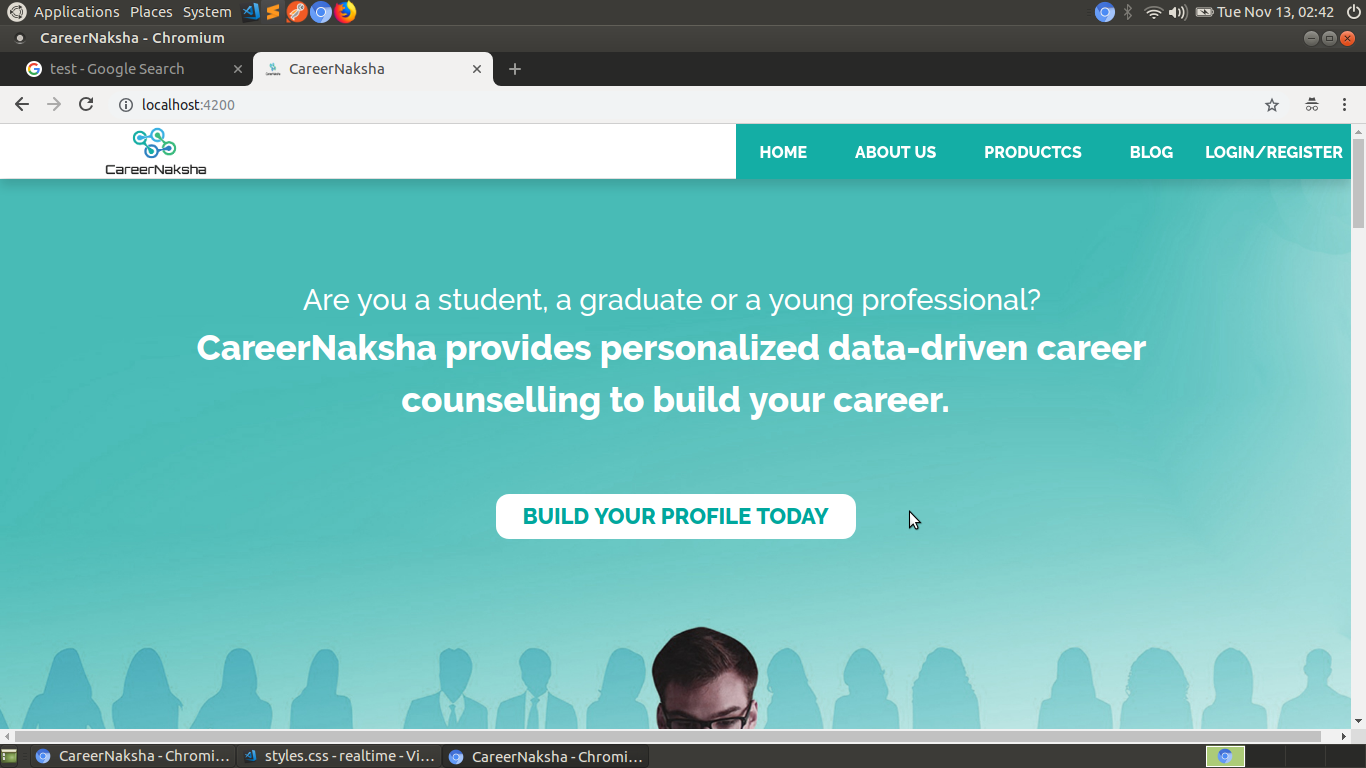 Applications Places System Tue Nov 13, 02:42
CareerNaksha - Chromium
test - Google Search CareerNaksha
localhost:4200
CareerNaksha HOME ABOUT US PRODUCTCS BLOG LOGIN/REGISTER
Are you a student, a graduate or a young professional?
CareerNaksha provides personalized data-driven career
counselling to build your career.
BUILD YOUR PROFILE TODAY
CareerNaksha - Chromi... styles.css - realtime - Vi... CareerNaksha - Chromi...